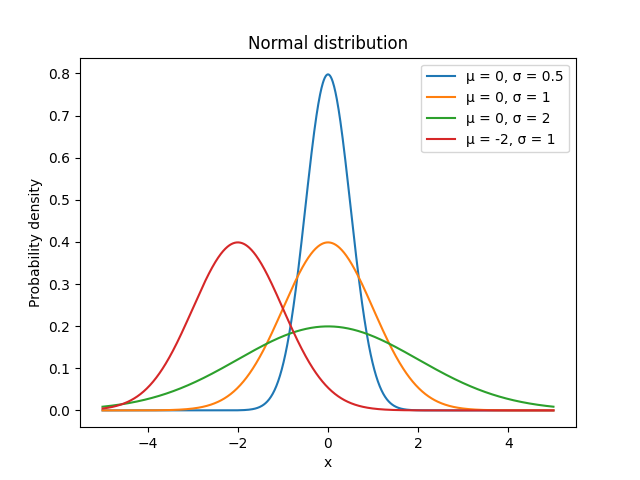 Normal distribution
μ = 0, σ = 0.5
μ = 0, σ = 1
μ = 0, σ = 2
μ = -2, σ = 1
Probability density
0.8
0.7
0.6
0.5
0.4
0.3
0.2
0.1
0.0
−4 −2 0 2 4
x